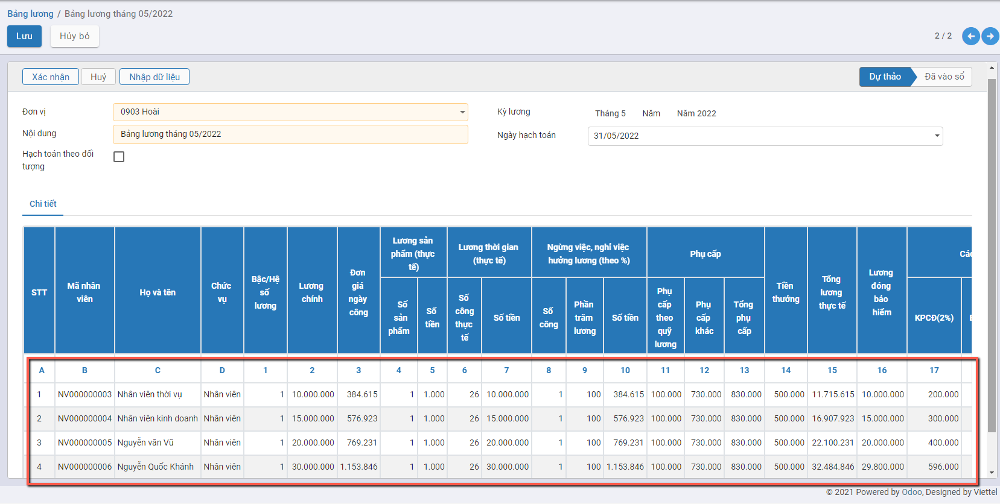 Bảng lương / Bảng lương tháng 05/2022
Lưu Hủy bỏ 2 / 2
Xác nhận Huỷ Nhập dữ liệu Dự thảo Đã vào sổ
Đơn vị 0903 Hoài Kỳ lương Tháng 5 Năm Năm 2022
Nội dung Bảng lương tháng 05/2022 Ngày hạch toán 31/05/2022
Hạch toán theo đối
tượng
Chi tiết
STT Mã nhân viên Họ và tên Chức vụ Bậc/Hệ số lương Lương chính Đơn giá ngày công Lương sản phẩm (thực tế) Lương thời gian (thực tế) Ngừng việc, nghỉ việc hưởng lương (theo %) Phụ cấp Tiền thưởng Tổng lương thực tế Lương đóng bảo hiểm
Số sản phẩm Số tiền Số công thực tế Số tiền Số công Phần trăm lương Số tiền Phụ cấp theo quỹ lương Phụ cấp khác Tổng phụ cấp KPCĐ(2%)
A B C D 1 2 3 4 5 6 7 8 9 10 11 12 13 14 15 16 17
1 NV000000003 Nhân viên thời vụ Nhân viên 1 10.000.000 384.615 1 1.000 26 10.000.000 1 100 384.615 100.000 730.000 830.000 500.000 11.715.615 10.000.000 200.000
2 NV000000004 Nhân viên kinh doanh Nhân viên 1 15.000.000 576.923 1 1.000 26 15.000.000 1 100 576.923 100.000 730.000 830.000 500.000 16.907.923 15.000.000 300.000
3 NV000000005 Nguyễn văn Vũ Nhân viên 1 20.000.000 769.231 1 1.000 26 20.000.000 1 100 769.231 100.000 730.000 830.000 500.000 22.100.231 20.000.000 400.000
4 NV000000006 Nguyễn Quốc Khánh Nhân viên 1 30.000.000 1.153.846 1 1.000 26 30.000.000 1 100 1.153.846 100.000 730.000 830.000 500.000 32.484.846 29.800.000 596.000
© 2021 Powered by Odoo, Designed by Viettel